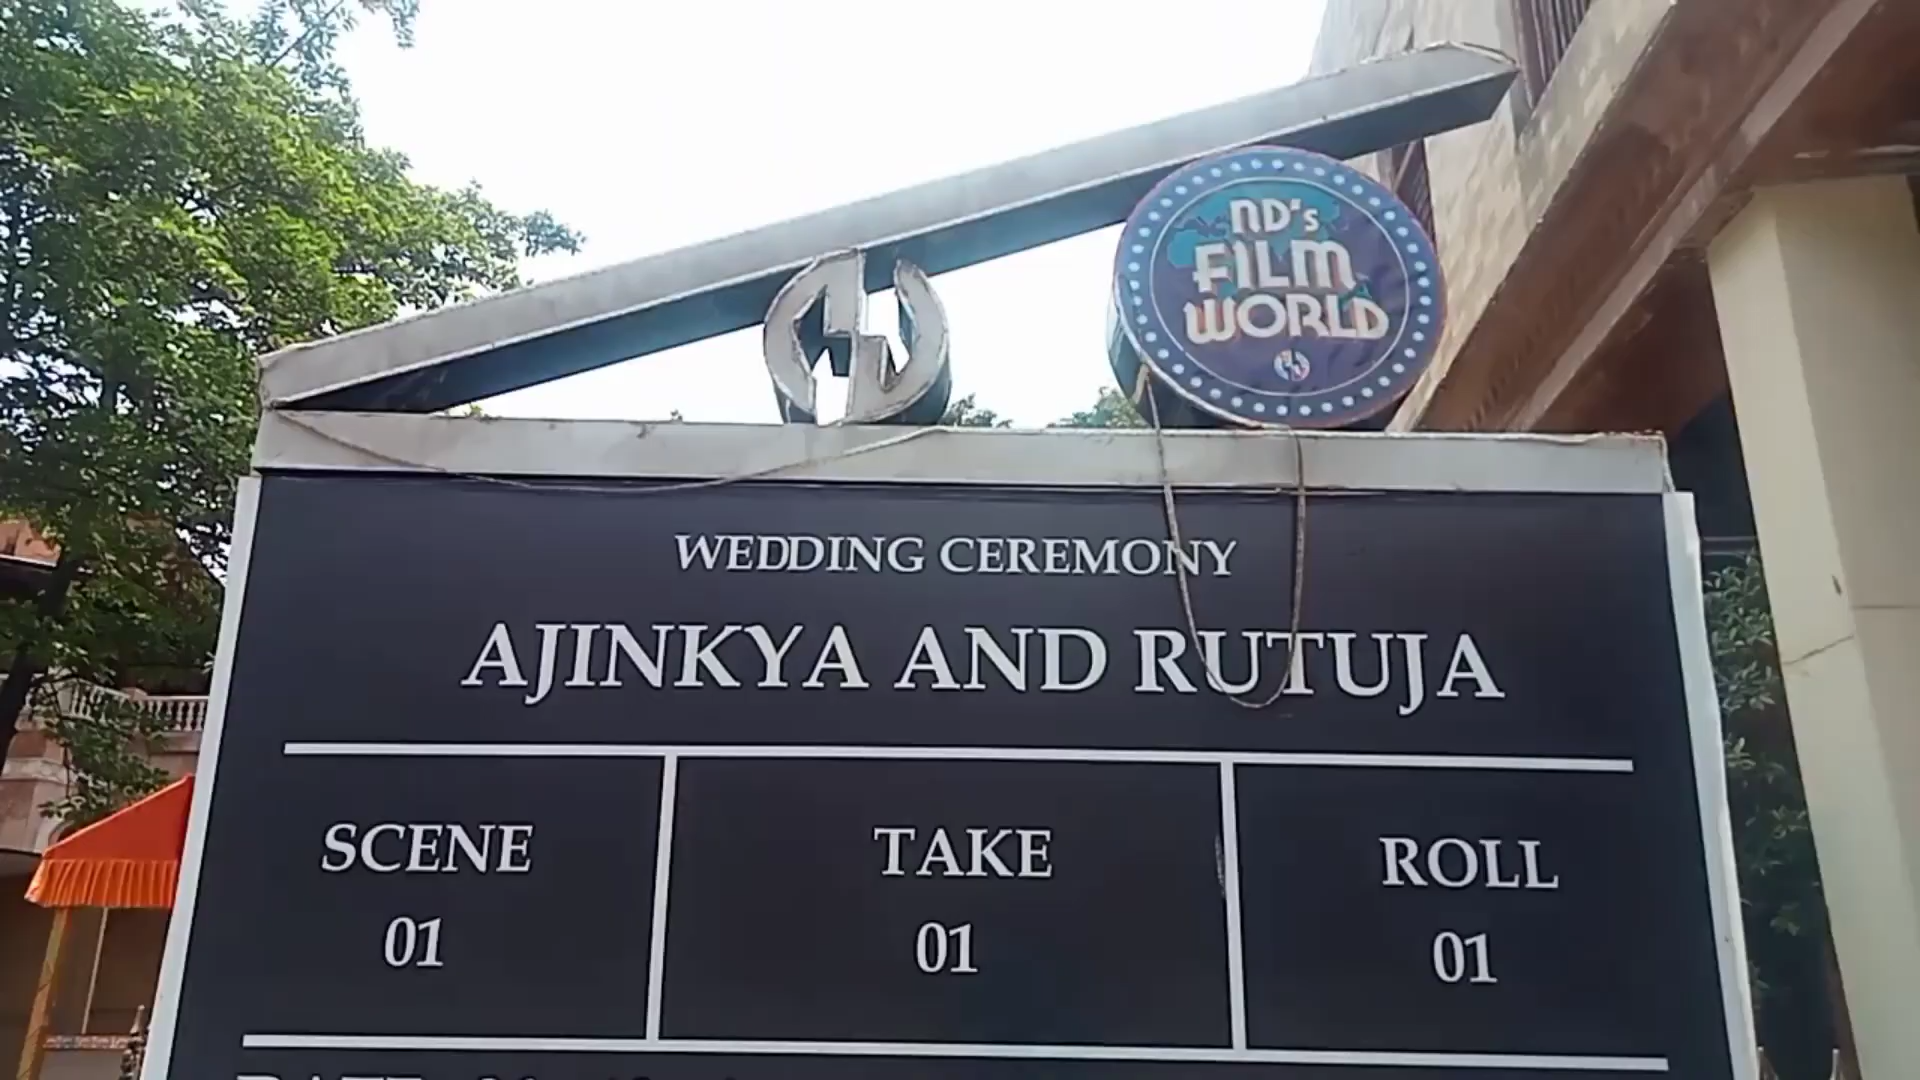 ND's
FILM
WORLD
WEDDING CEREMONY
AJINKYA AND RUTUJA
SCENE
01
TAKE
01
ROLL
01